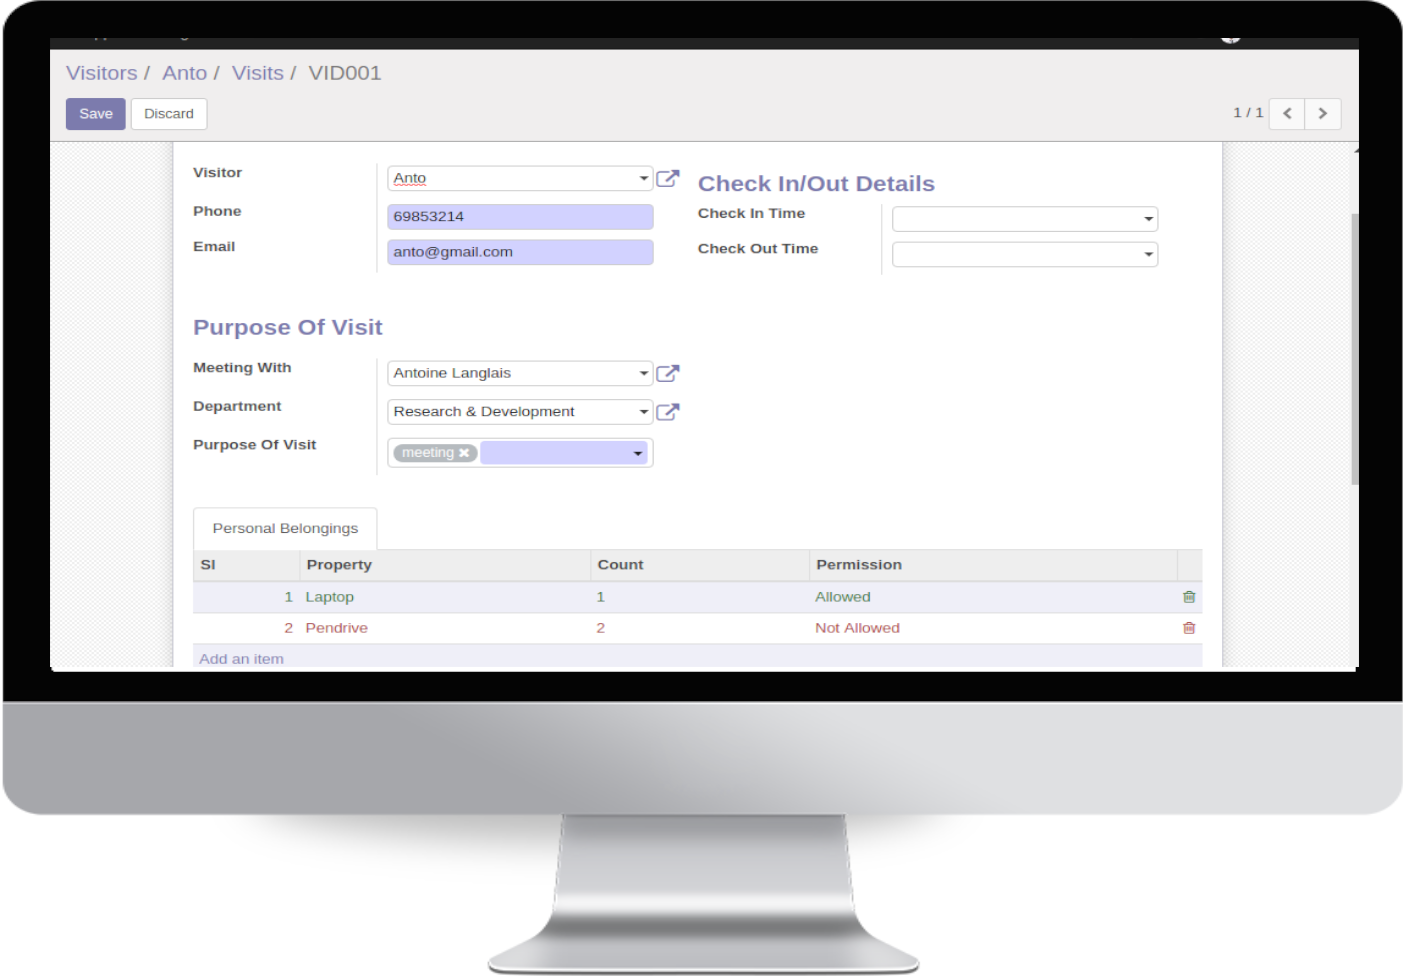 Visitors / Anto / Visits / VID001
Save Discard 1 / 1
Visitor Anto
Phone 69853214
Email anto@gmail.com
Check In/Out Details
Check In Time
Check Out Time
Purpose Of Visit
Meeting With Antoine Langlais
Department Research & Development
Purpose Of Visit meeting ×
Personal Belongings
Sl Property Count Permission
1 Laptop 1 Allowed
2 Pendrive 2 Not Allowed
Add an item